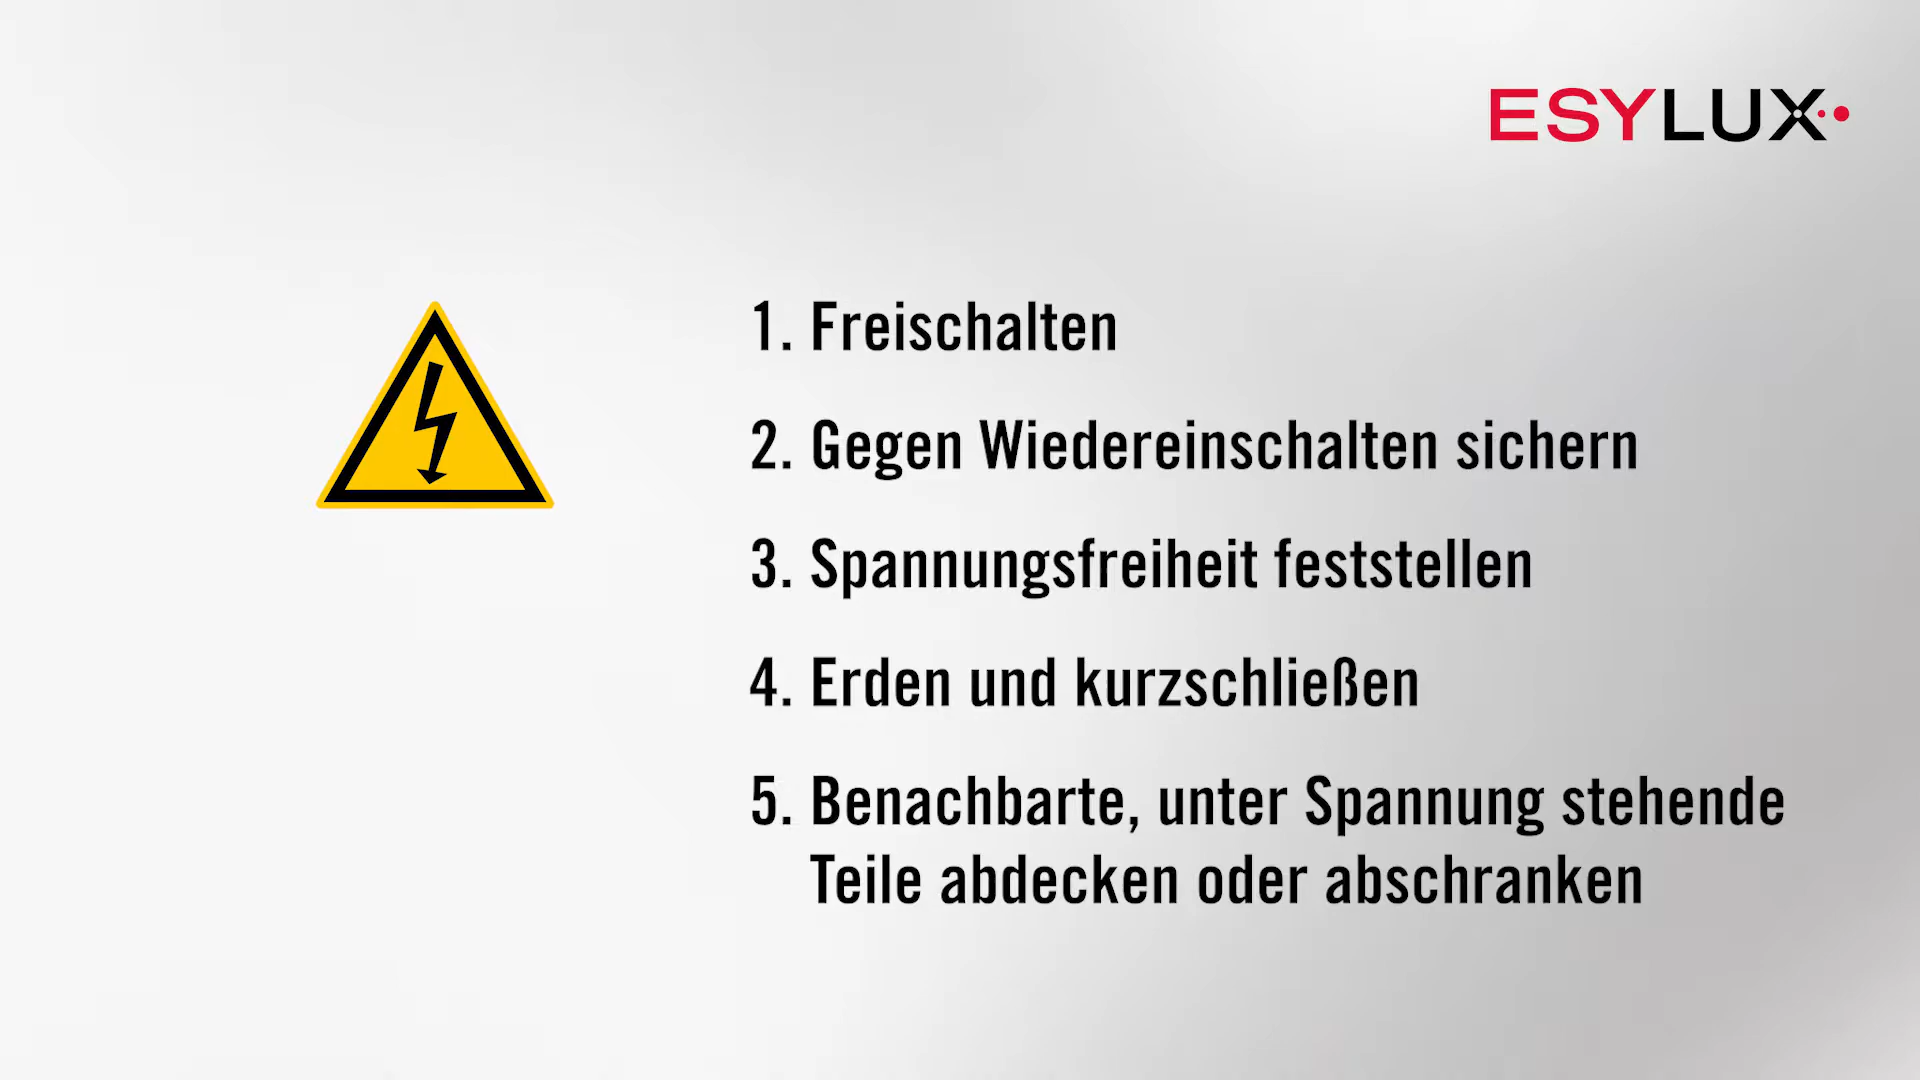 ESYLUX
1. Freischalten
2. Gegen Wiedereinschalten sichern
3. Spannungsfreiheit feststellen
4. Erden und kurzschließen
5. Benachbarte, unter Spannung stehende
Teile abdecken oder abschranken